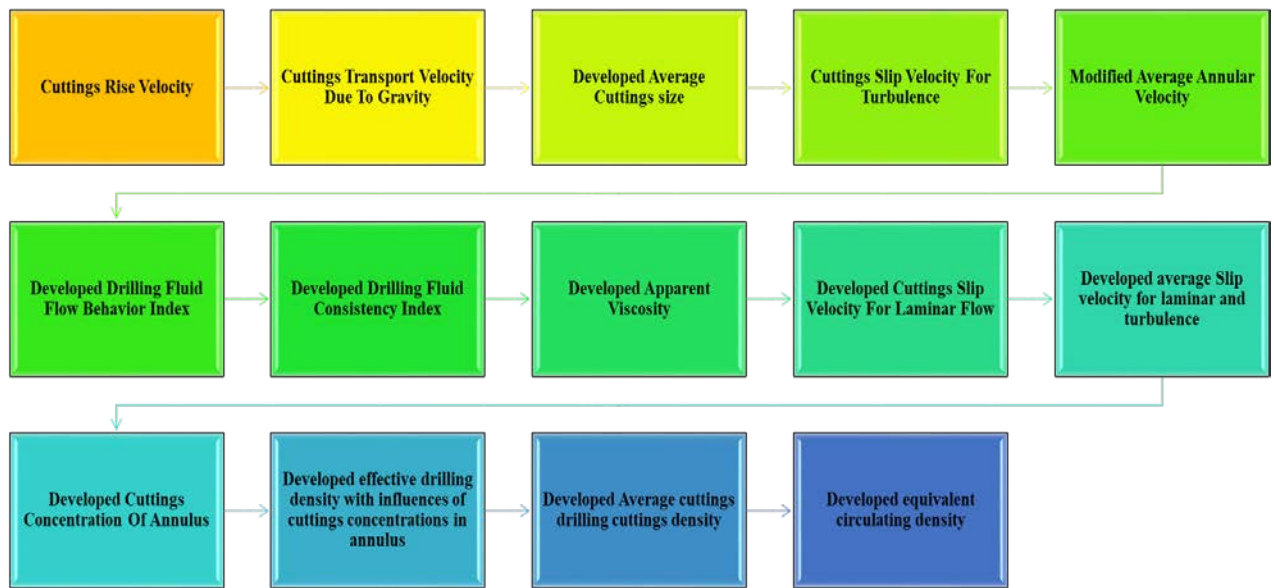 Cuttings Rise Velocity
Cuttings Transport Velocity
Due To Gravity
Developed Average
Cuttings size
Cuttings Slip Velocity For
Turbulence
Modified Average Annular
Velocity
Developed Drilling Fluid
Flow Behavior Index
Developed Drilling Fluid
Consistency Index
Developed Apparent
Viscosity
Developed Cuttings Slip
Velocity For Laminar Flow
Developed average Slip
velocity for laminar and
turbulence
Developed Cuttings
Concentration Of Annulus
Developed effective drilling
density with influences of
cuttings concentrations in
annulus
Developed Average cuttings
drilling cuttings density
Developed equivalent
circulating density